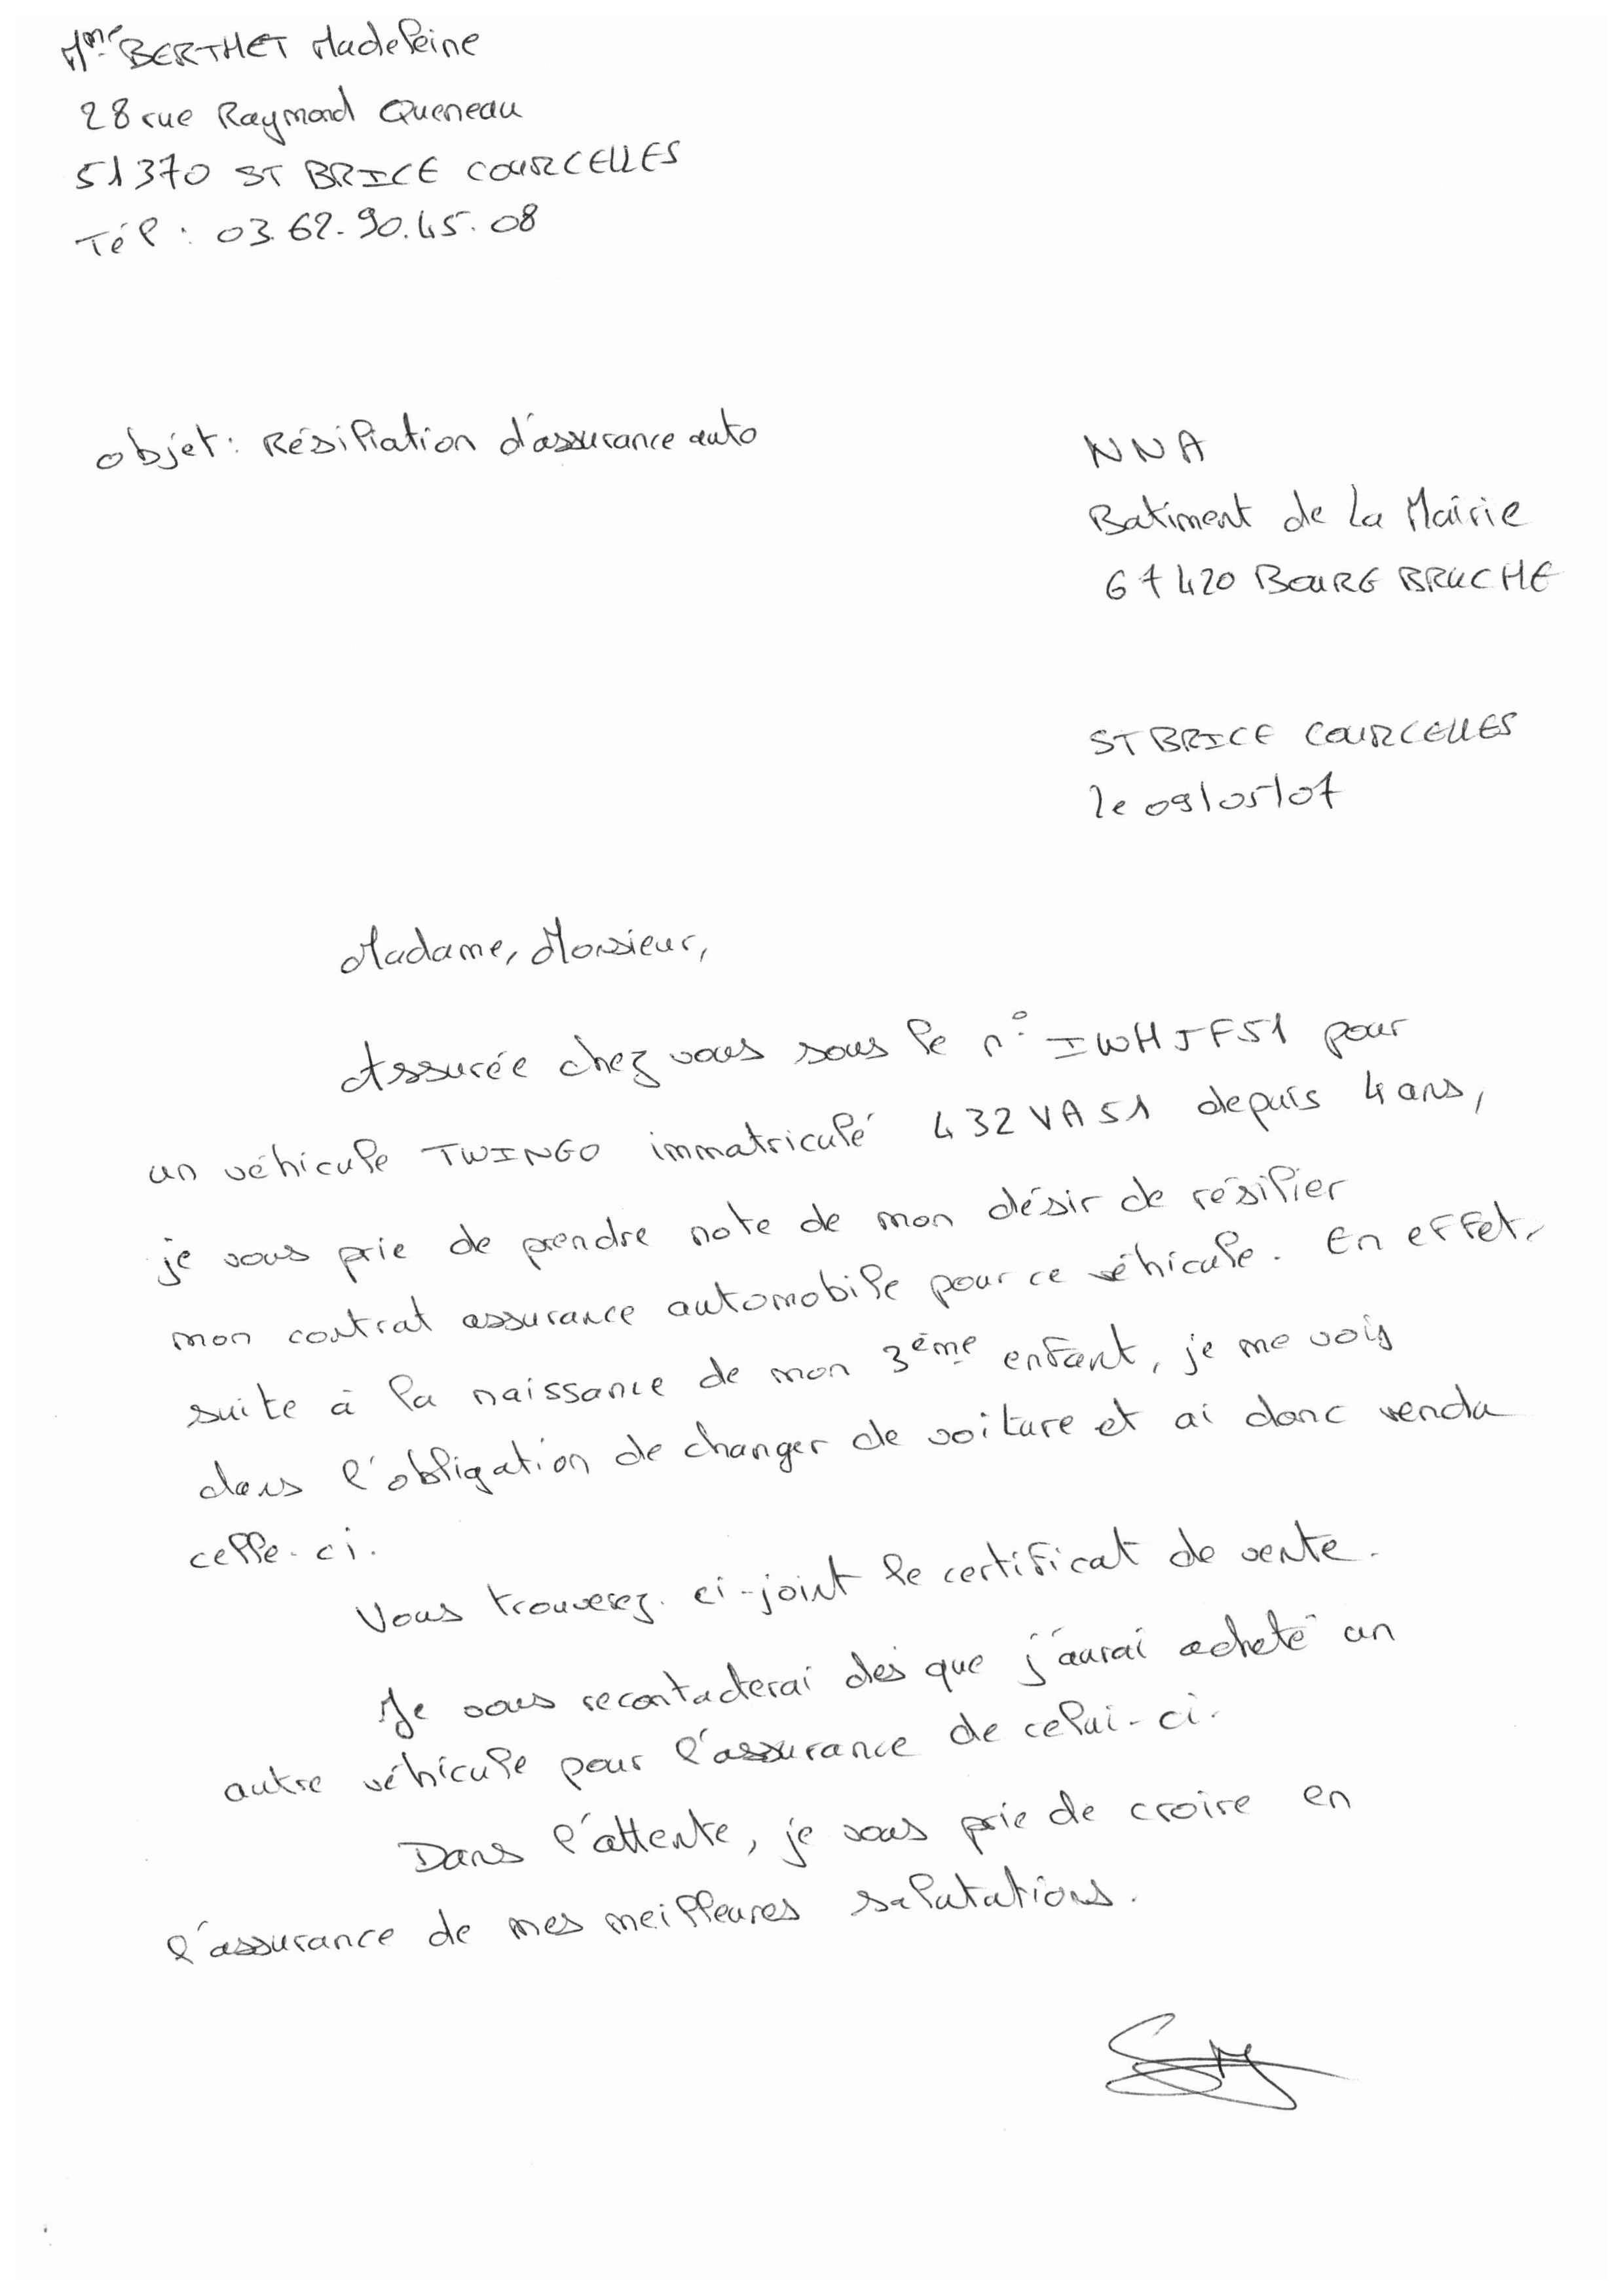 Mme BERTHET Madeleine
28 rue Raymond Queneau
51370 ST BRICE COURCELLES
Tél : 03.62.90.45.08
Objet : Résiliation d'assurance auto
NNA
Batiment de la Mairie
67420 BOURG BRUCHE
ST BRICE COURCELLES
le 09/05/07
Madame, Monsieur,
Assurée chez vous sous le n° IWHJF51 pour
un véhicule TWINGO immatriculé 432VA51 depuis 4 ans,
je vous prie de prendre note de mon désir de résilier
mon contrat assurance automobile pour ce véhicule. En effet,
suite à la naissance de mon 3ème enfant, je me vois
dans l'obligation de changer de voiture et ai donc vendu
celle-ci.
Vous trouverez ci-joint le certificat de vente.
Je vous recontacterai dès que j'aurai acheté un
autre véhicule pour l'assurance de celui-ci.
Dans l'attente, je vous prie de croire en
l'assurance de mes meilleures salutations.